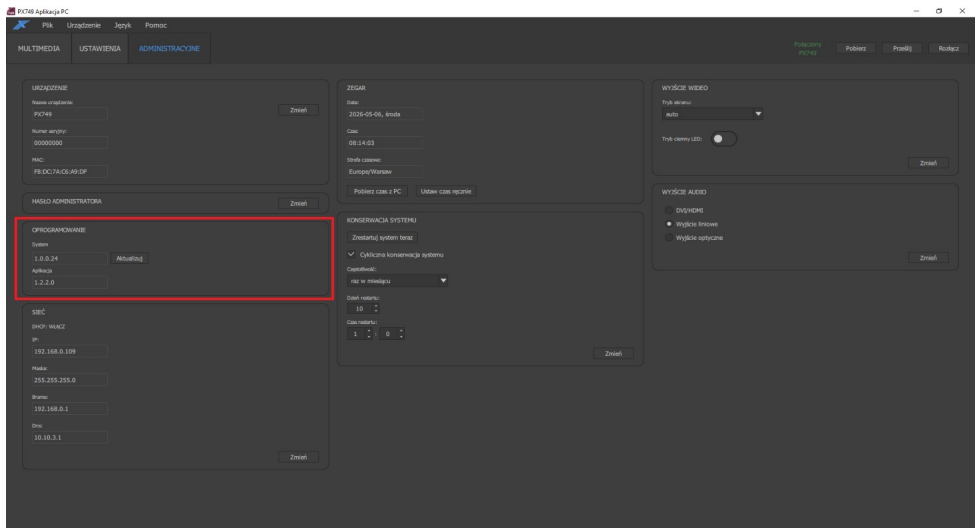 PX749 Aplikacja PC
Plik Urządzenie Język Pomoc
MULTIMEDIA USTAWIENIA ADMINISTRACYJNE
Połączony
PX749
Pobierz Prześlij Rozłącz
URZĄDZENIE
Nazwa urządzenia:
PX749
Zmień
Numer seryjny:
00000000
MAC:
F8:DC:7A:C6:A9:DF
HASŁO ADMINISTRATORA
Zmień
OPROGRAMOWANIE
System
1.0.0.24
Aktualizuj
Aplikacja
1.2.2.0
SIEĆ
DHCP: WŁĄCZ
IP:
192.168.0.109
Maska:
255.255.255.0
Brama:
192.168.0.1
Dns:
10.10.3.1
Zmień
ZEGAR
Data:
2026-05-06, środa
Czas:
08:14:03
Strefa czasowa:
Europe/Warsaw
Pobierz czas z PC Ustaw czas ręcznie
KONSERWACJA SYSTEMU
Zrestartuj system teraz
Cykliczna konserwacja systemu
Częstotliwość:
raz w miesiącu
Dzień restartu:
10
Czas restartu:
1 : 0
Zmień
WYJŚCIE WIDEO
Tryb ekranu:
auto
Tryb ciemny LED:
Zmień
WYJŚCIE AUDIO
DVI/HDMI
Wyjście liniowe
Wyjście optyczne
Zmień